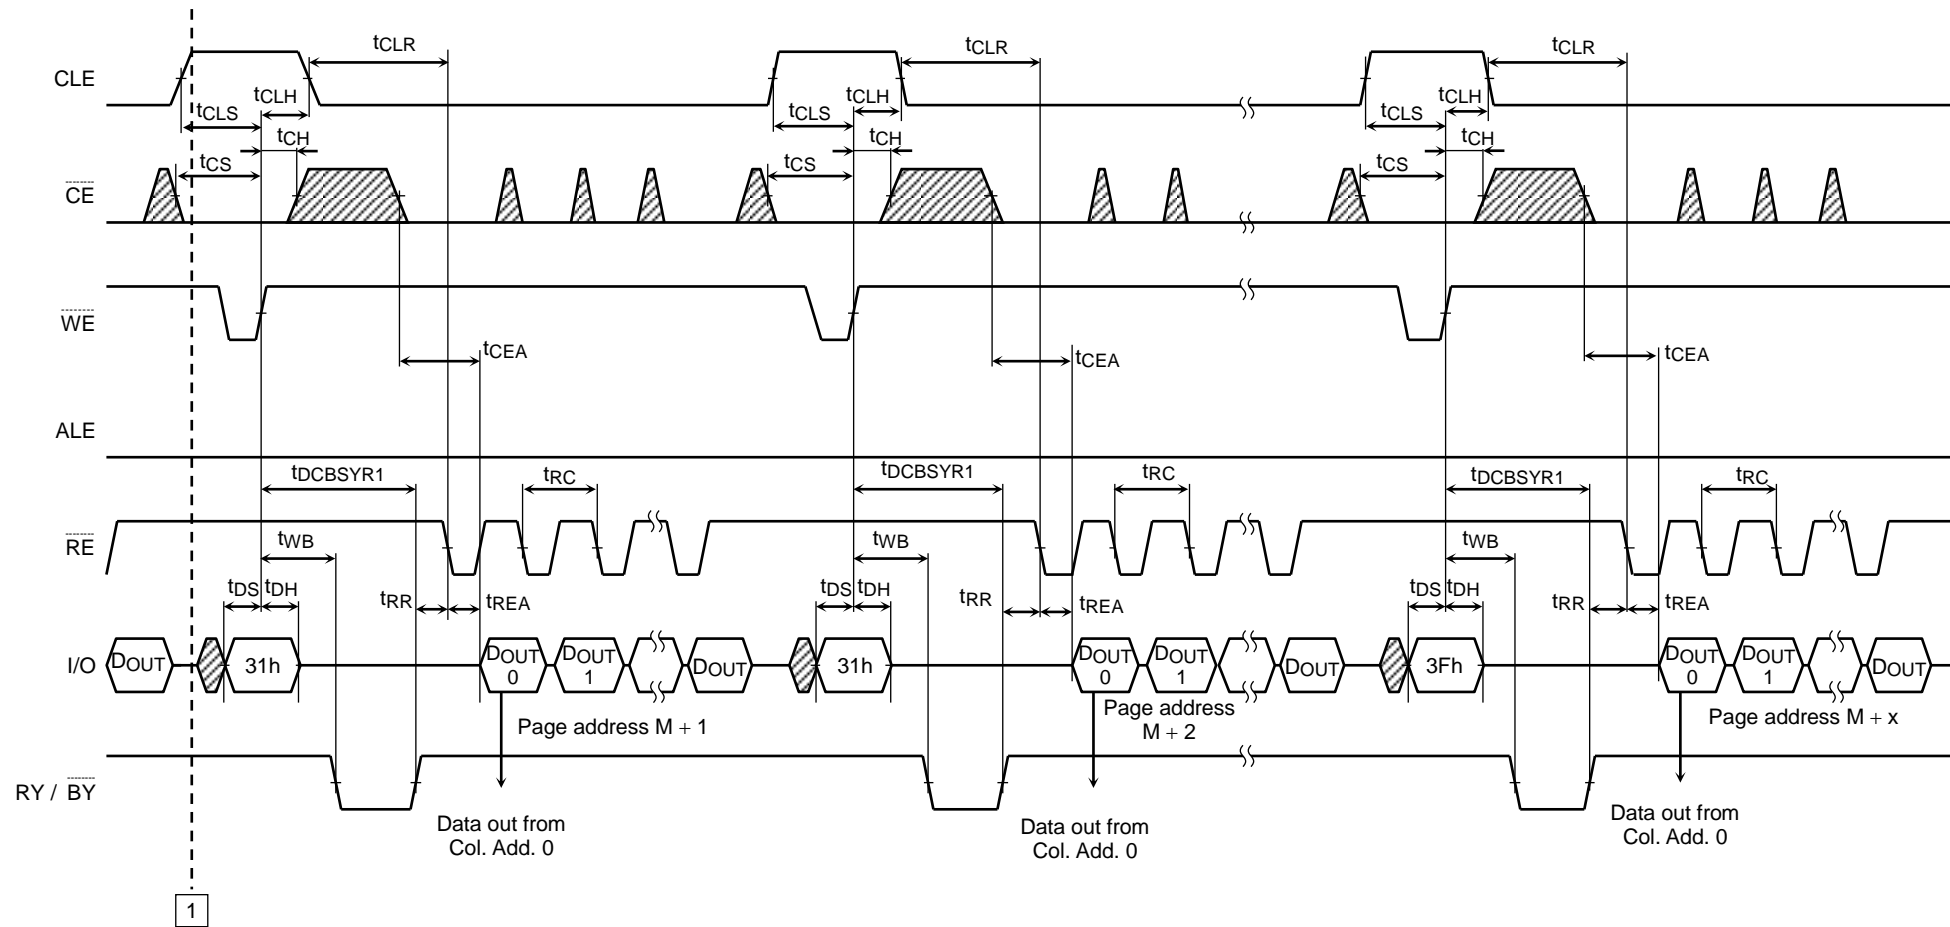 tCLR tCLR tCLR
CLE
tCLH tCLH tCLH
tCLS tCLS tCLS
tCH tCH tCH
tCS tCS tCS
CE
WE
tCEA tCEA tCEA
ALE
tDCBSYR1 tRC tDCBSYR1 tRC tDCBSYR1 tRC
RE
tWB tWB tWB
tDS tDH tDS tDH tDS tDH
tRR tREA tRR tREA tRR tREA
I/O DOUT 31h DOUT 0 DOUT 1 DOUT 31h DOUT 0 DOUT 1 DOUT 3Fh DOUT 0 DOUT 1 DOUT
Page address M + 1
Page address
M + 2
Page address M + x
RY / BY
Data out from
Col. Add. 0
Data out from
Col. Add. 0
Data out from
Col. Add. 0
1